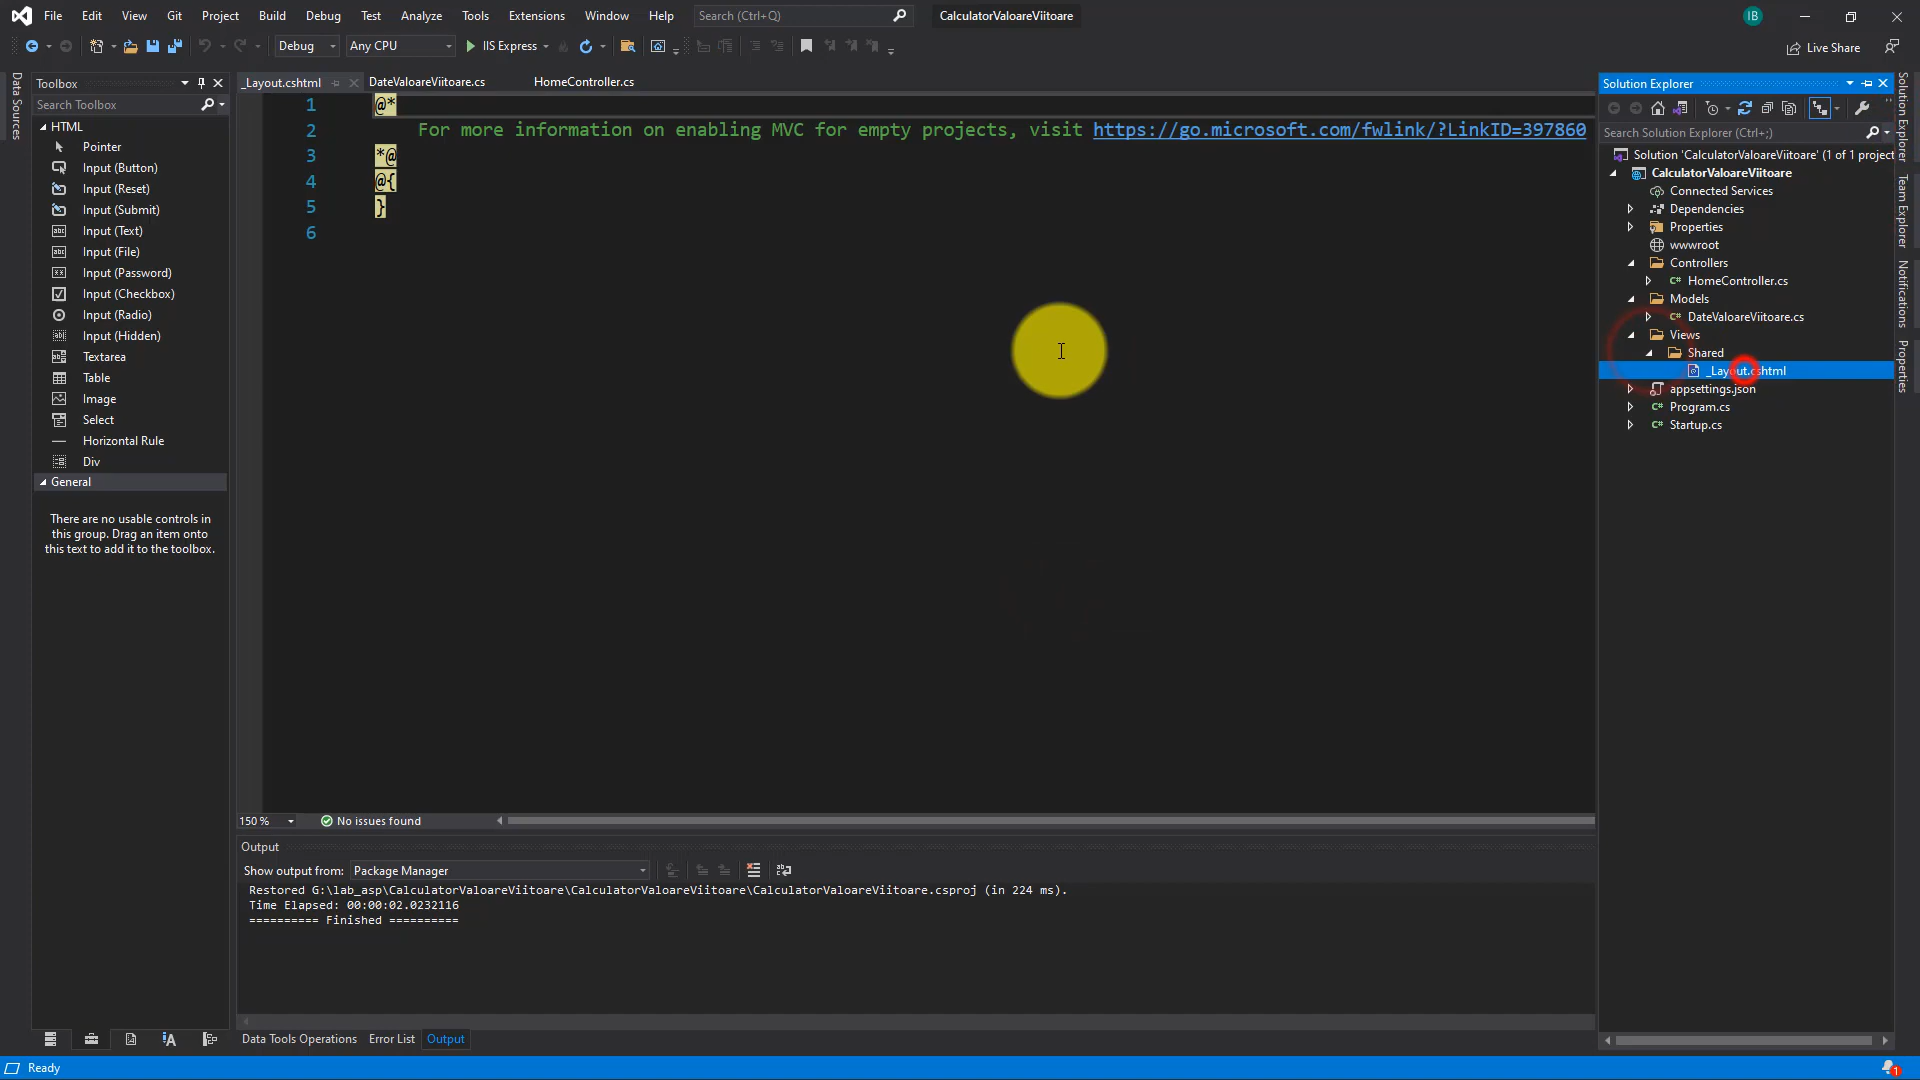 File Edit View Git Project Build Debug Test Analyze Tools Extensions Window Help Search (Ctrl+Q) CalculatorValoareViitoare IB
Debug Any CPU IIS Express Live Share
Data Sources
Toolbox
Search Toolbox
HTML
Pointer
Input (Button)
Input (Reset)
Input (Submit)
Input (Text)
Input (File)
Input (Password)
Input (Checkbox)
Input (Radio)
Input (Hidden)
Textarea
Table
Image
Select
Horizontal Rule
Div
General
There are no usable controls in
this group. Drag an item onto
this text to add it to the toolbox.
_Layout.cshtml DateValoareViitoare.cs HomeController.cs
1 @*
2 For more information on enabling MVC for empty projects, visit https://go.microsoft.com/fwlink/?LinkID=397860
3 *@
4 @{
5 }
6
150 % No issues found
Output
Show output from: Package Manager
Restored G:\lab_asp\CalculatorValoareViitoare\CalculatorValoareViitoare\CalculatorValoareViitoare.csproj (in 224 ms).
Time Elapsed: 00:00:02.0232116
========== Finished ==========
Data Tools Operations Error List Output
Solution Explorer
Search Solution Explorer (Ctrl+;)
Solution 'CalculatorValoareViitoare' (1 of 1 project
CalculatorValoareViitoare
Connected Services
Dependencies
Properties
wwwroot
Controllers
C# HomeController.cs
Models
C# DateValoareViitoare.cs
Views
Shared
_Layout.cshtml
appsettings.json
C# Program.cs
C# Startup.cs
Solution Explorer
Team Explorer
Notifications
Properties
Ready 1